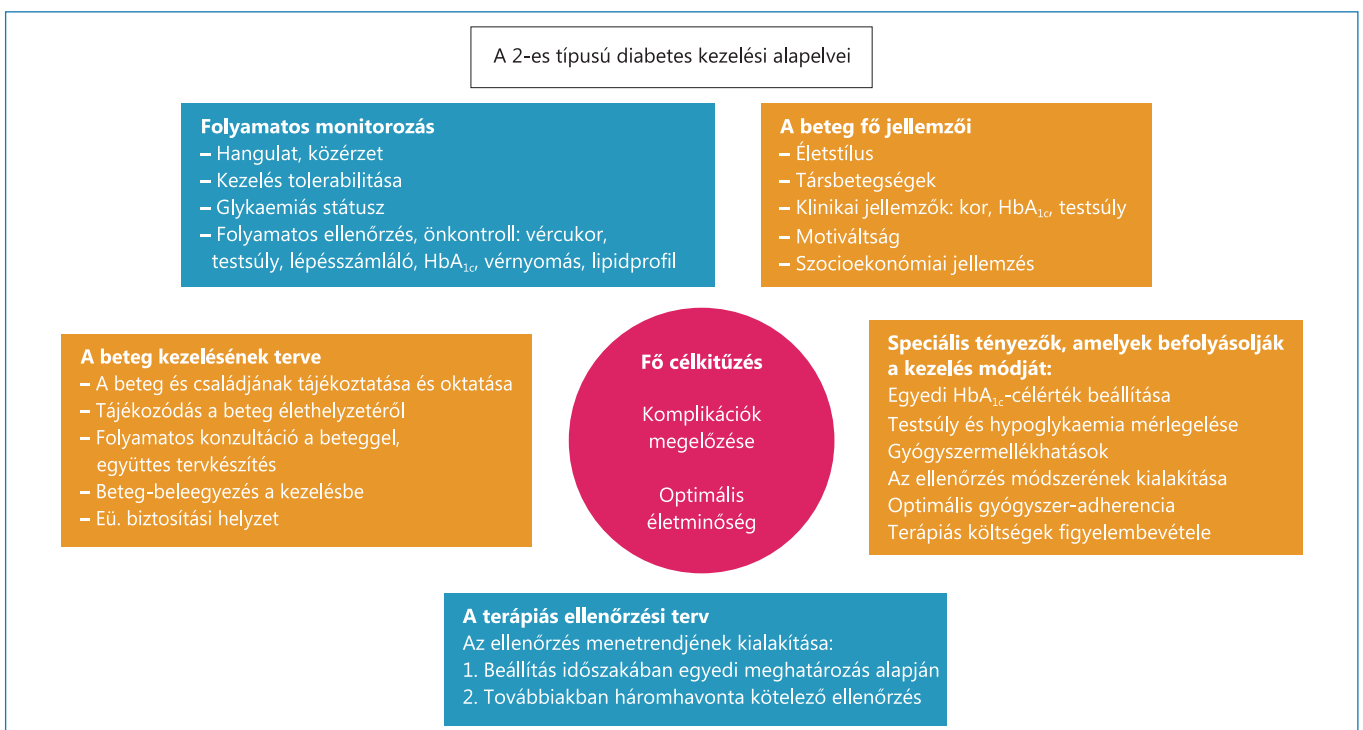 A 2-es típusú diabetes kezelési alapelvei
Folyamatos monitorozás
– Hangulat, közérzet
– Kezelés tolerabilitása
– Glykaemiás státusz
– Folyamatos ellenőrzés, önkontroll: vércukor,
testsúly, lépésszámláló, HbA1c, vérnyomás, lipidprofil
A beteg fő jellemzői
– Életstílus
– Társbetegségek
– Klinikai jellemzők: kor, HbA1c, testsúly
– Motiváltság
– Szocioekonómiai jellemzés
A beteg kezelésének terve
– A beteg és családjának tájékoztatása és oktatása
– Tájékozódás a beteg élethelyzetéről
– Folyamatos konzultáció a beteggel,
együttes tervkészítés
– Beteg-beleegyezés a kezelésbe
– Eü. biztosítási helyzet
Fő célkitűzés
Komplikációk
megelőzése
Optimális
életminőség
Speciális tényezők, amelyek befolyásolják
a kezelés módját:
Egyedi HbA1c-célérték beállítása
Testsúly és hypoglykaemia mérlegelése
Gyógyszermellékhatások
Az ellenőrzés módszerének kialakítása
Optimális gyógyszer-adherencia
Terápiás költségek figyelembevétele
A terápiás ellenőrzési terv
Az ellenőrzés menetrendjének kialakítása:
1. Beállítás időszakában egyedi meghatározás alapján
2. Továbbiakban háromhavonta kötelező ellenőrzés